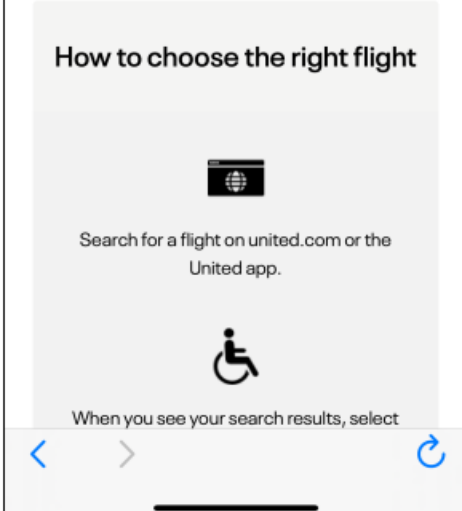 How to choose the right flight
Search for a flight on united.com or the
United app.
When you see your search results, select